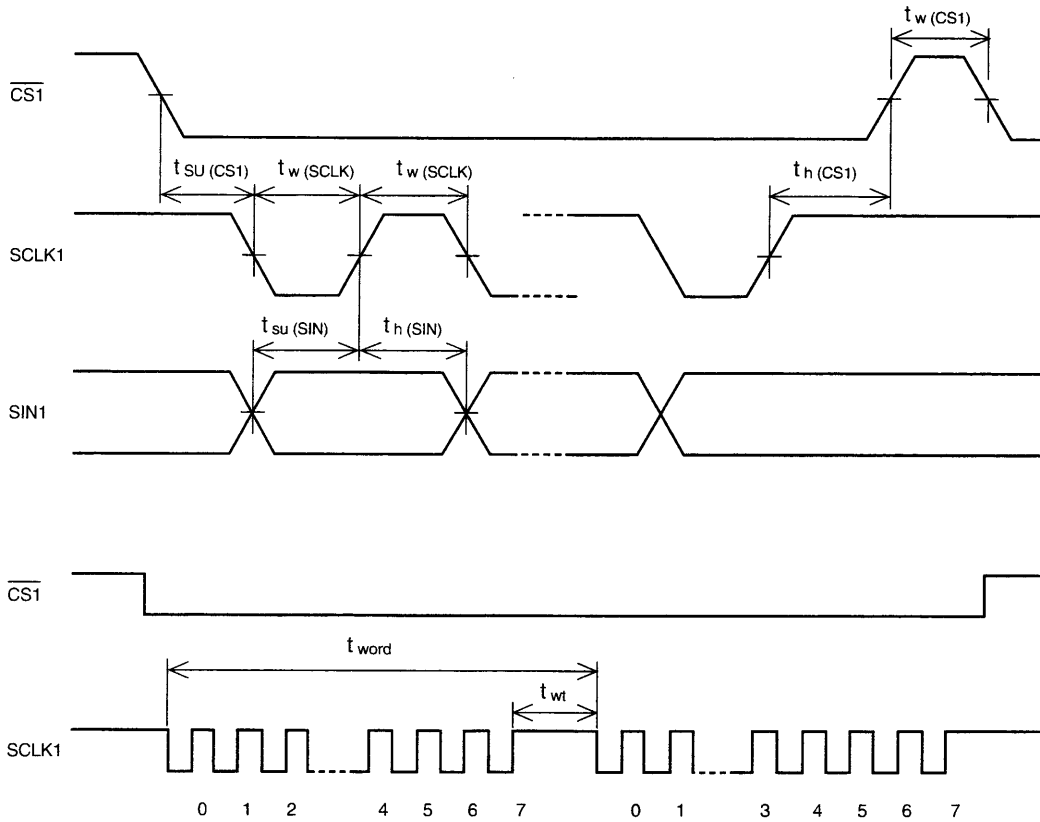 t w (CS1)
CS1
t SU (CS1) t w (SCLK) t w (SCLK) t h (CS1)
SCLK1
t su (SIN) t h (SIN)
SIN1
CS1
t word
t wt
SCLK1
0 1 2 4 5 6 7 0 1 3 4 5 6 7